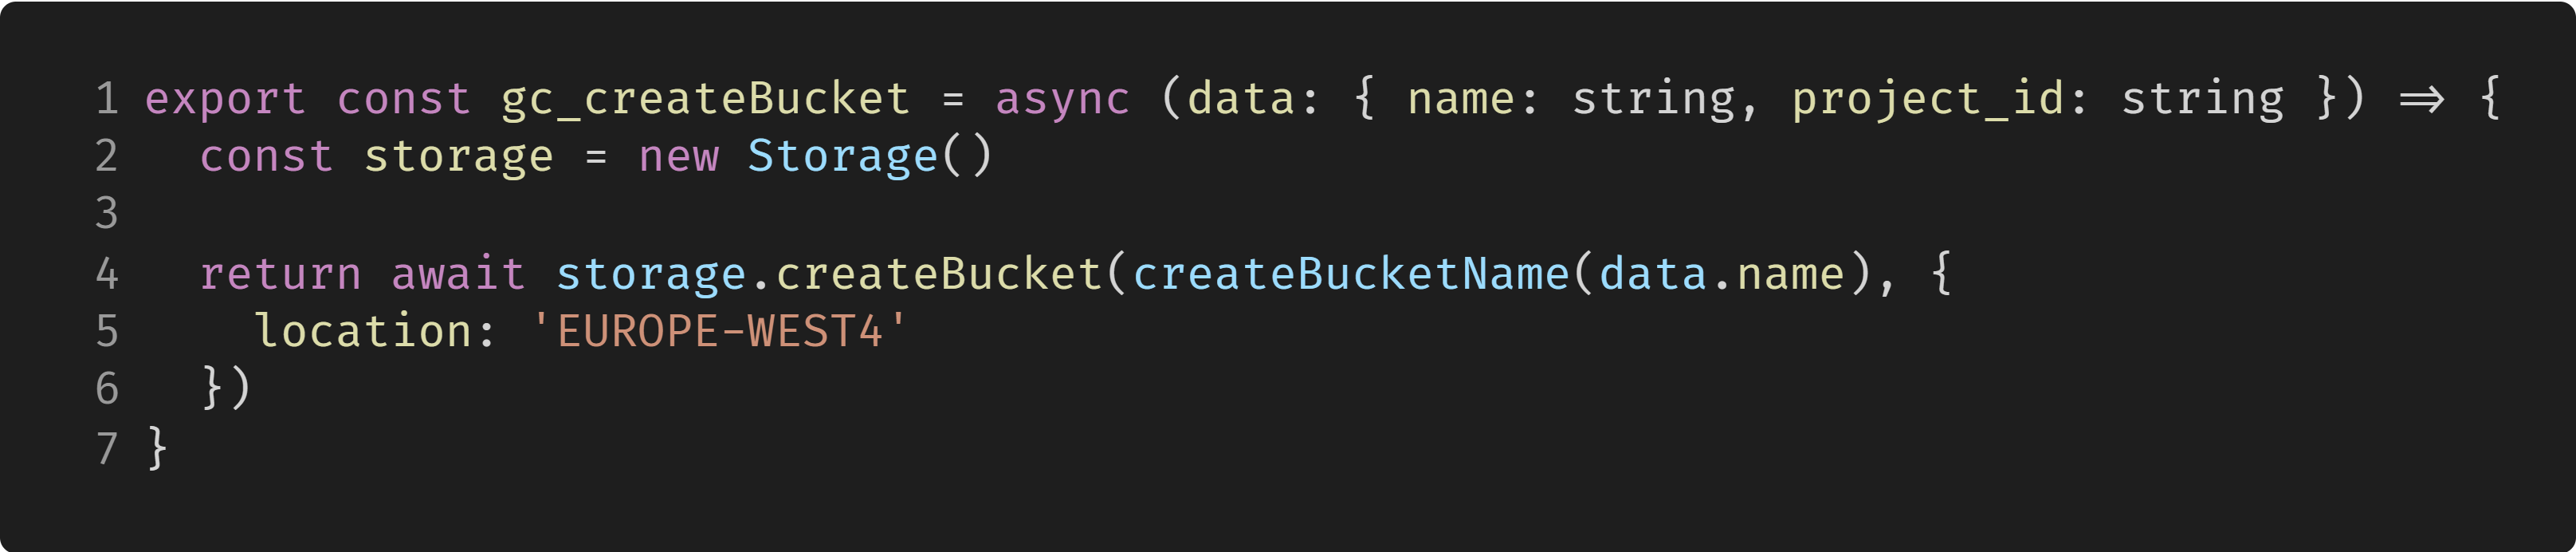 1 export const gc_createBucket = async (data: { name: string, project_id: string }) => {
2   const storage = new Storage()
3
4   return await storage.createBucket(createBucketName(data.name), {
5     location: 'EUROPE-WEST4'
6   })
7 }